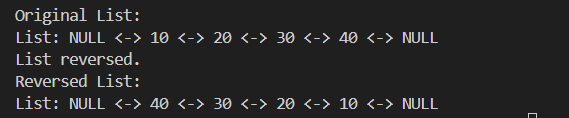 Original List:
List: NULL <-> 10 <-> 20 <-> 30 <-> 40 <-> NULL
List reversed.
Reversed List:
List: NULL <-> 40 <-> 30 <-> 20 <-> 10 <-> NULL